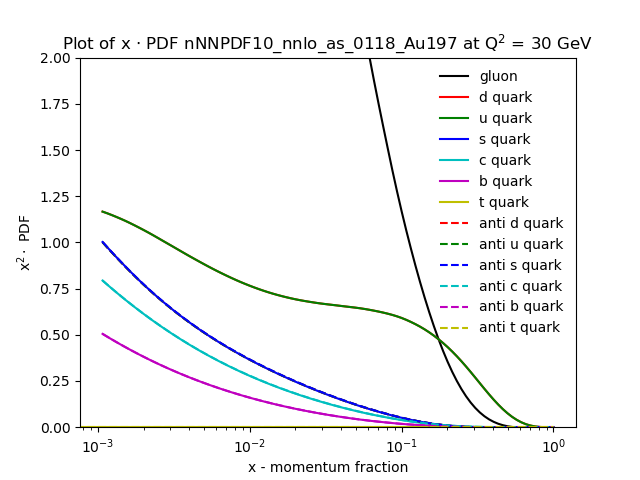 Plot of x · PDF nNNPDF10_nnlo_as_0118_Au197 at Q² = 30 GeV
x² · PDF
2.00
1.75
1.50
1.25
1.00
0.75
0.50
0.25
0.00
gluon
d quark
u quark
s quark
c quark
b quark
t quark
anti d quark
anti u quark
anti s quark
anti c quark
anti b quark
anti t quark
10⁻³
10⁻²
10⁻¹
10⁰
x - momentum fraction